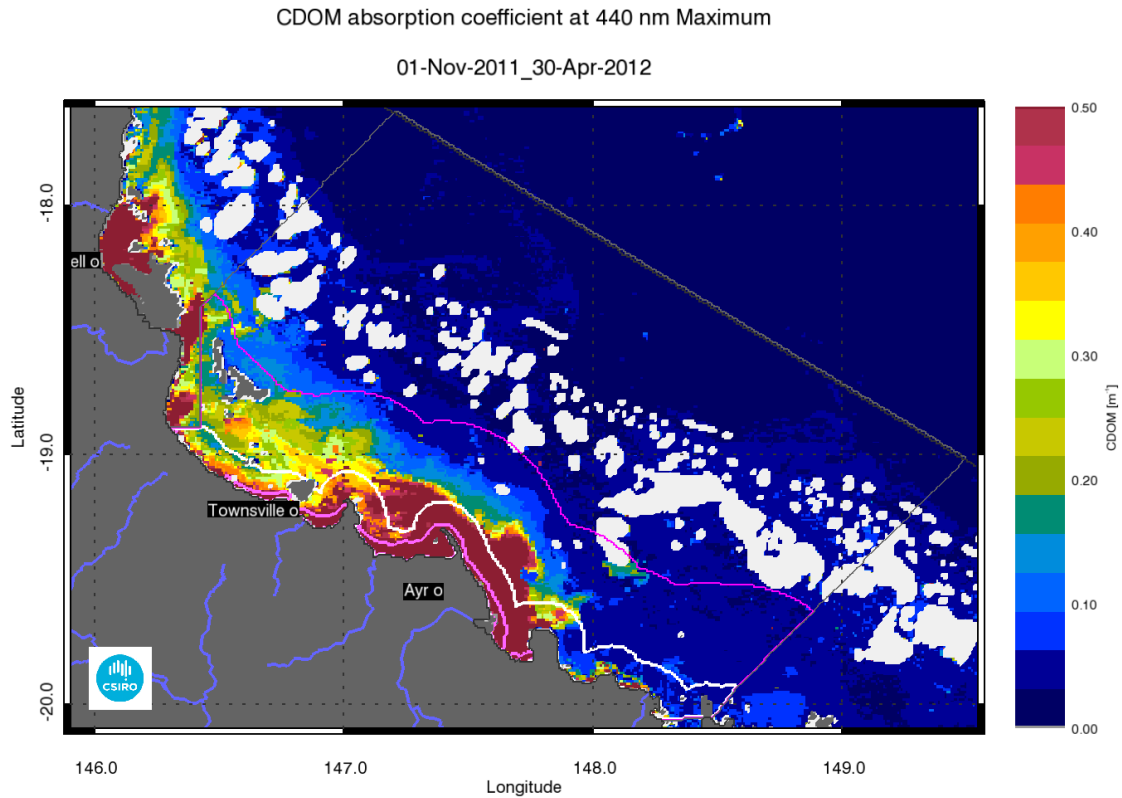 CDOM absorption coefficient at 440 nm Maximum
01-Nov-2011_30-Apr-2012
-18.0
-19.0
-20.0
Latitude
ell o
Townsville o
Ayr o
CSIRO
146.0 147.0 148.0 149.0
Longitude
0.50
0.40
0.30
0.20
0.10
0.00
CDOM [m⁻¹]